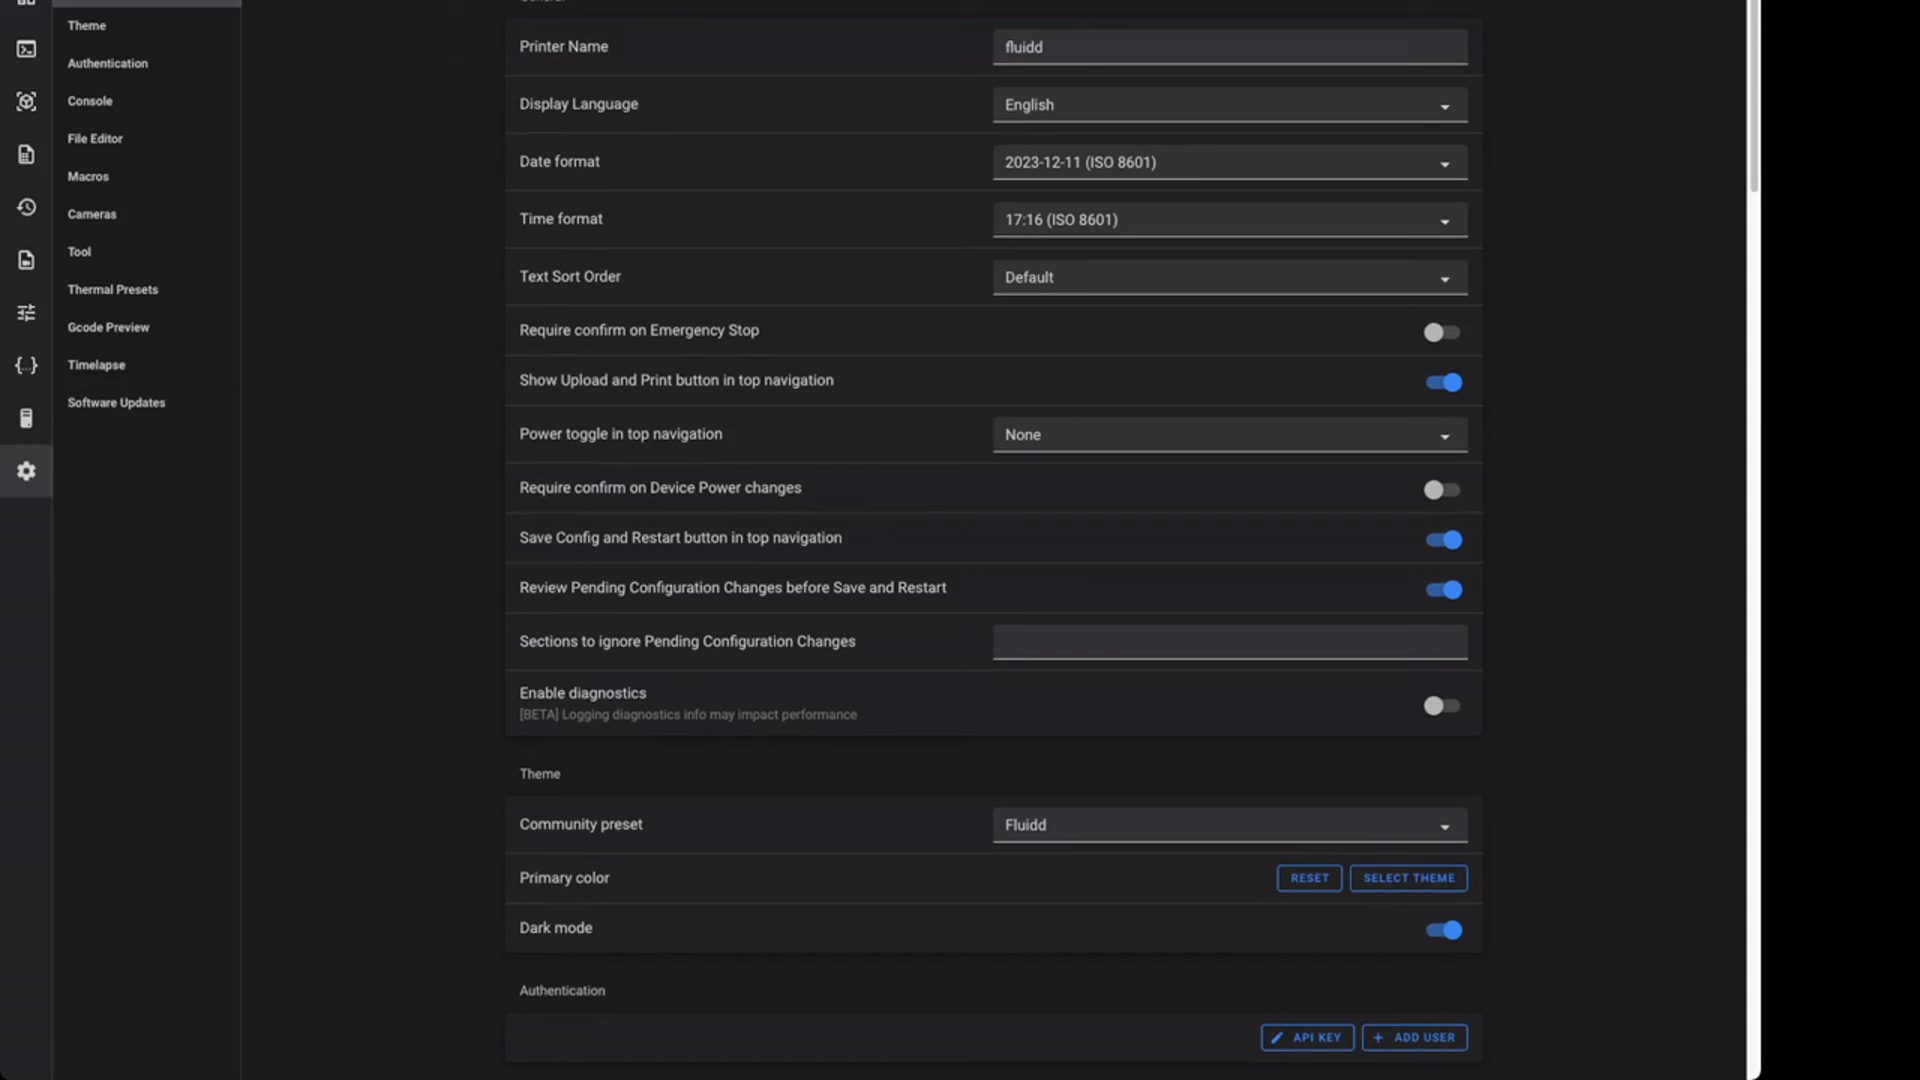 Theme
Authentication
Console
File Editor
Macros
Cameras
Tool
Thermal Presets
Gcode Preview
Timelapse
Software Updates
Printer Name
fluidd
Display Language
English
Date format
2023-12-11 (ISO 8601)
Time format
17:16 (ISO 8601)
Text Sort Order
Default
Require confirm on Emergency Stop
Show Upload and Print button in top navigation
Power toggle in top navigation
None
Require confirm on Device Power changes
Save Config and Restart button in top navigation
Review Pending Configuration Changes before Save and Restart
Sections to ignore Pending Configuration Changes
Enable diagnostics
[BETA] Logging diagnostics info may impact performance
Theme
Community preset
Fluidd
Primary color
RESET
SELECT THEME
Dark mode
Authentication
API KEY
ADD USER